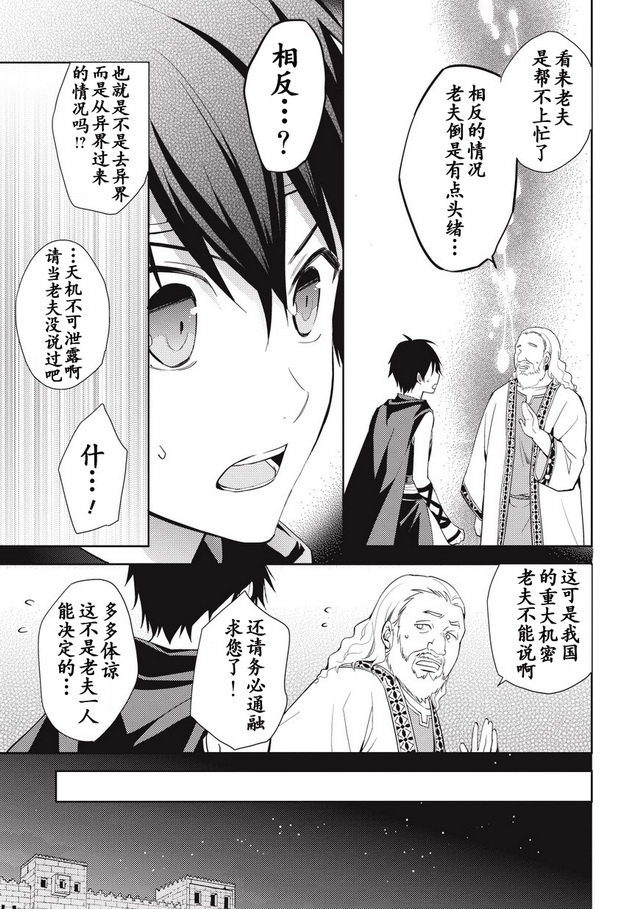 看来老夫
是帮不上忙了
相反的情况
老夫倒是有点头绪…
相反…？
也就是不是去异界
而是从异界过来
的情况吗!?
…天机不可泄露啊
请当老夫没说过吧
什…！
这可是我国
的重大机密
老夫不能说啊
还请务必通融
求您了！
多多体谅
这不是老夫一人
能决定的…